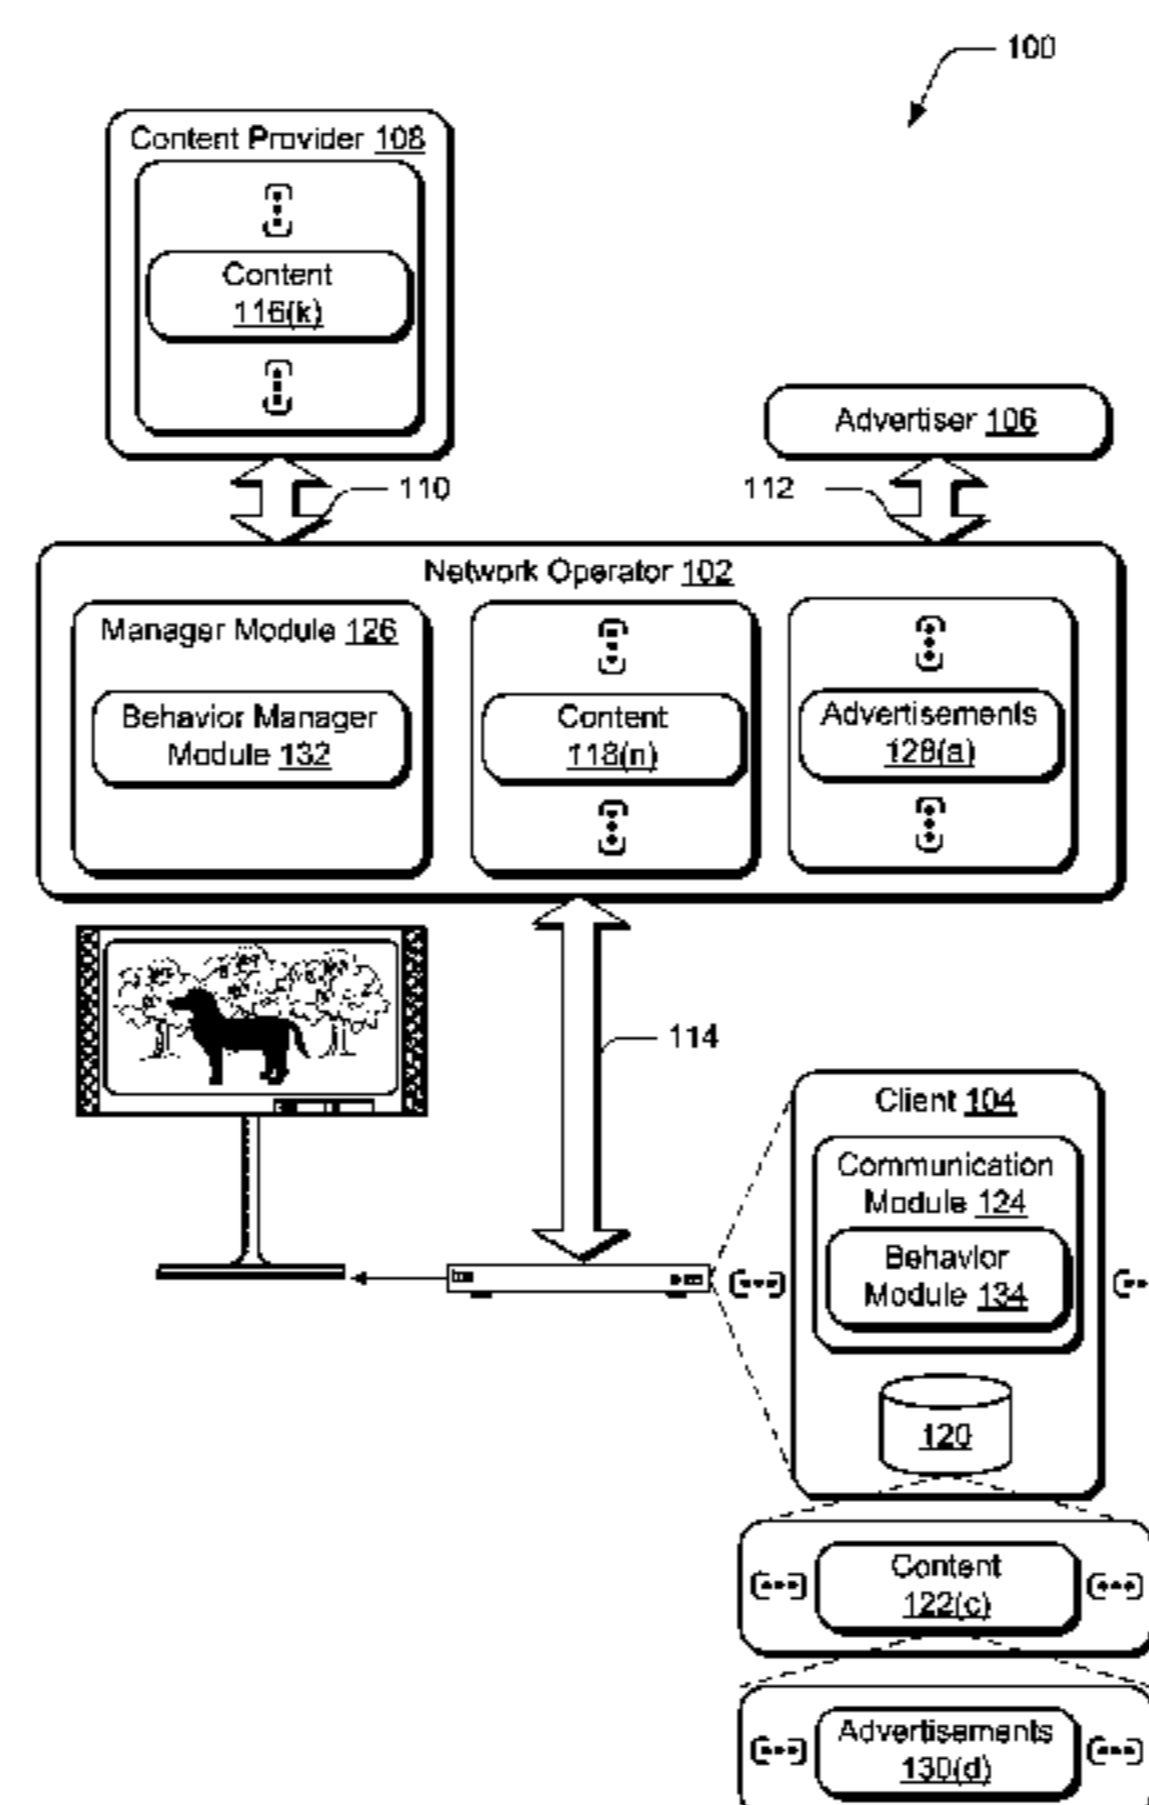 100
Content Provider 108
Content
116(k)
Advertiser 106
110
112
Network Operator 102
Manager Module 126
Behavior Manager
Module 132
Content
118(n)
Advertisements
128(a)
114
Client 104
Communication
Module 124
Behavior
Module 134
120
Content
122(c)
Advertisements
130(d)